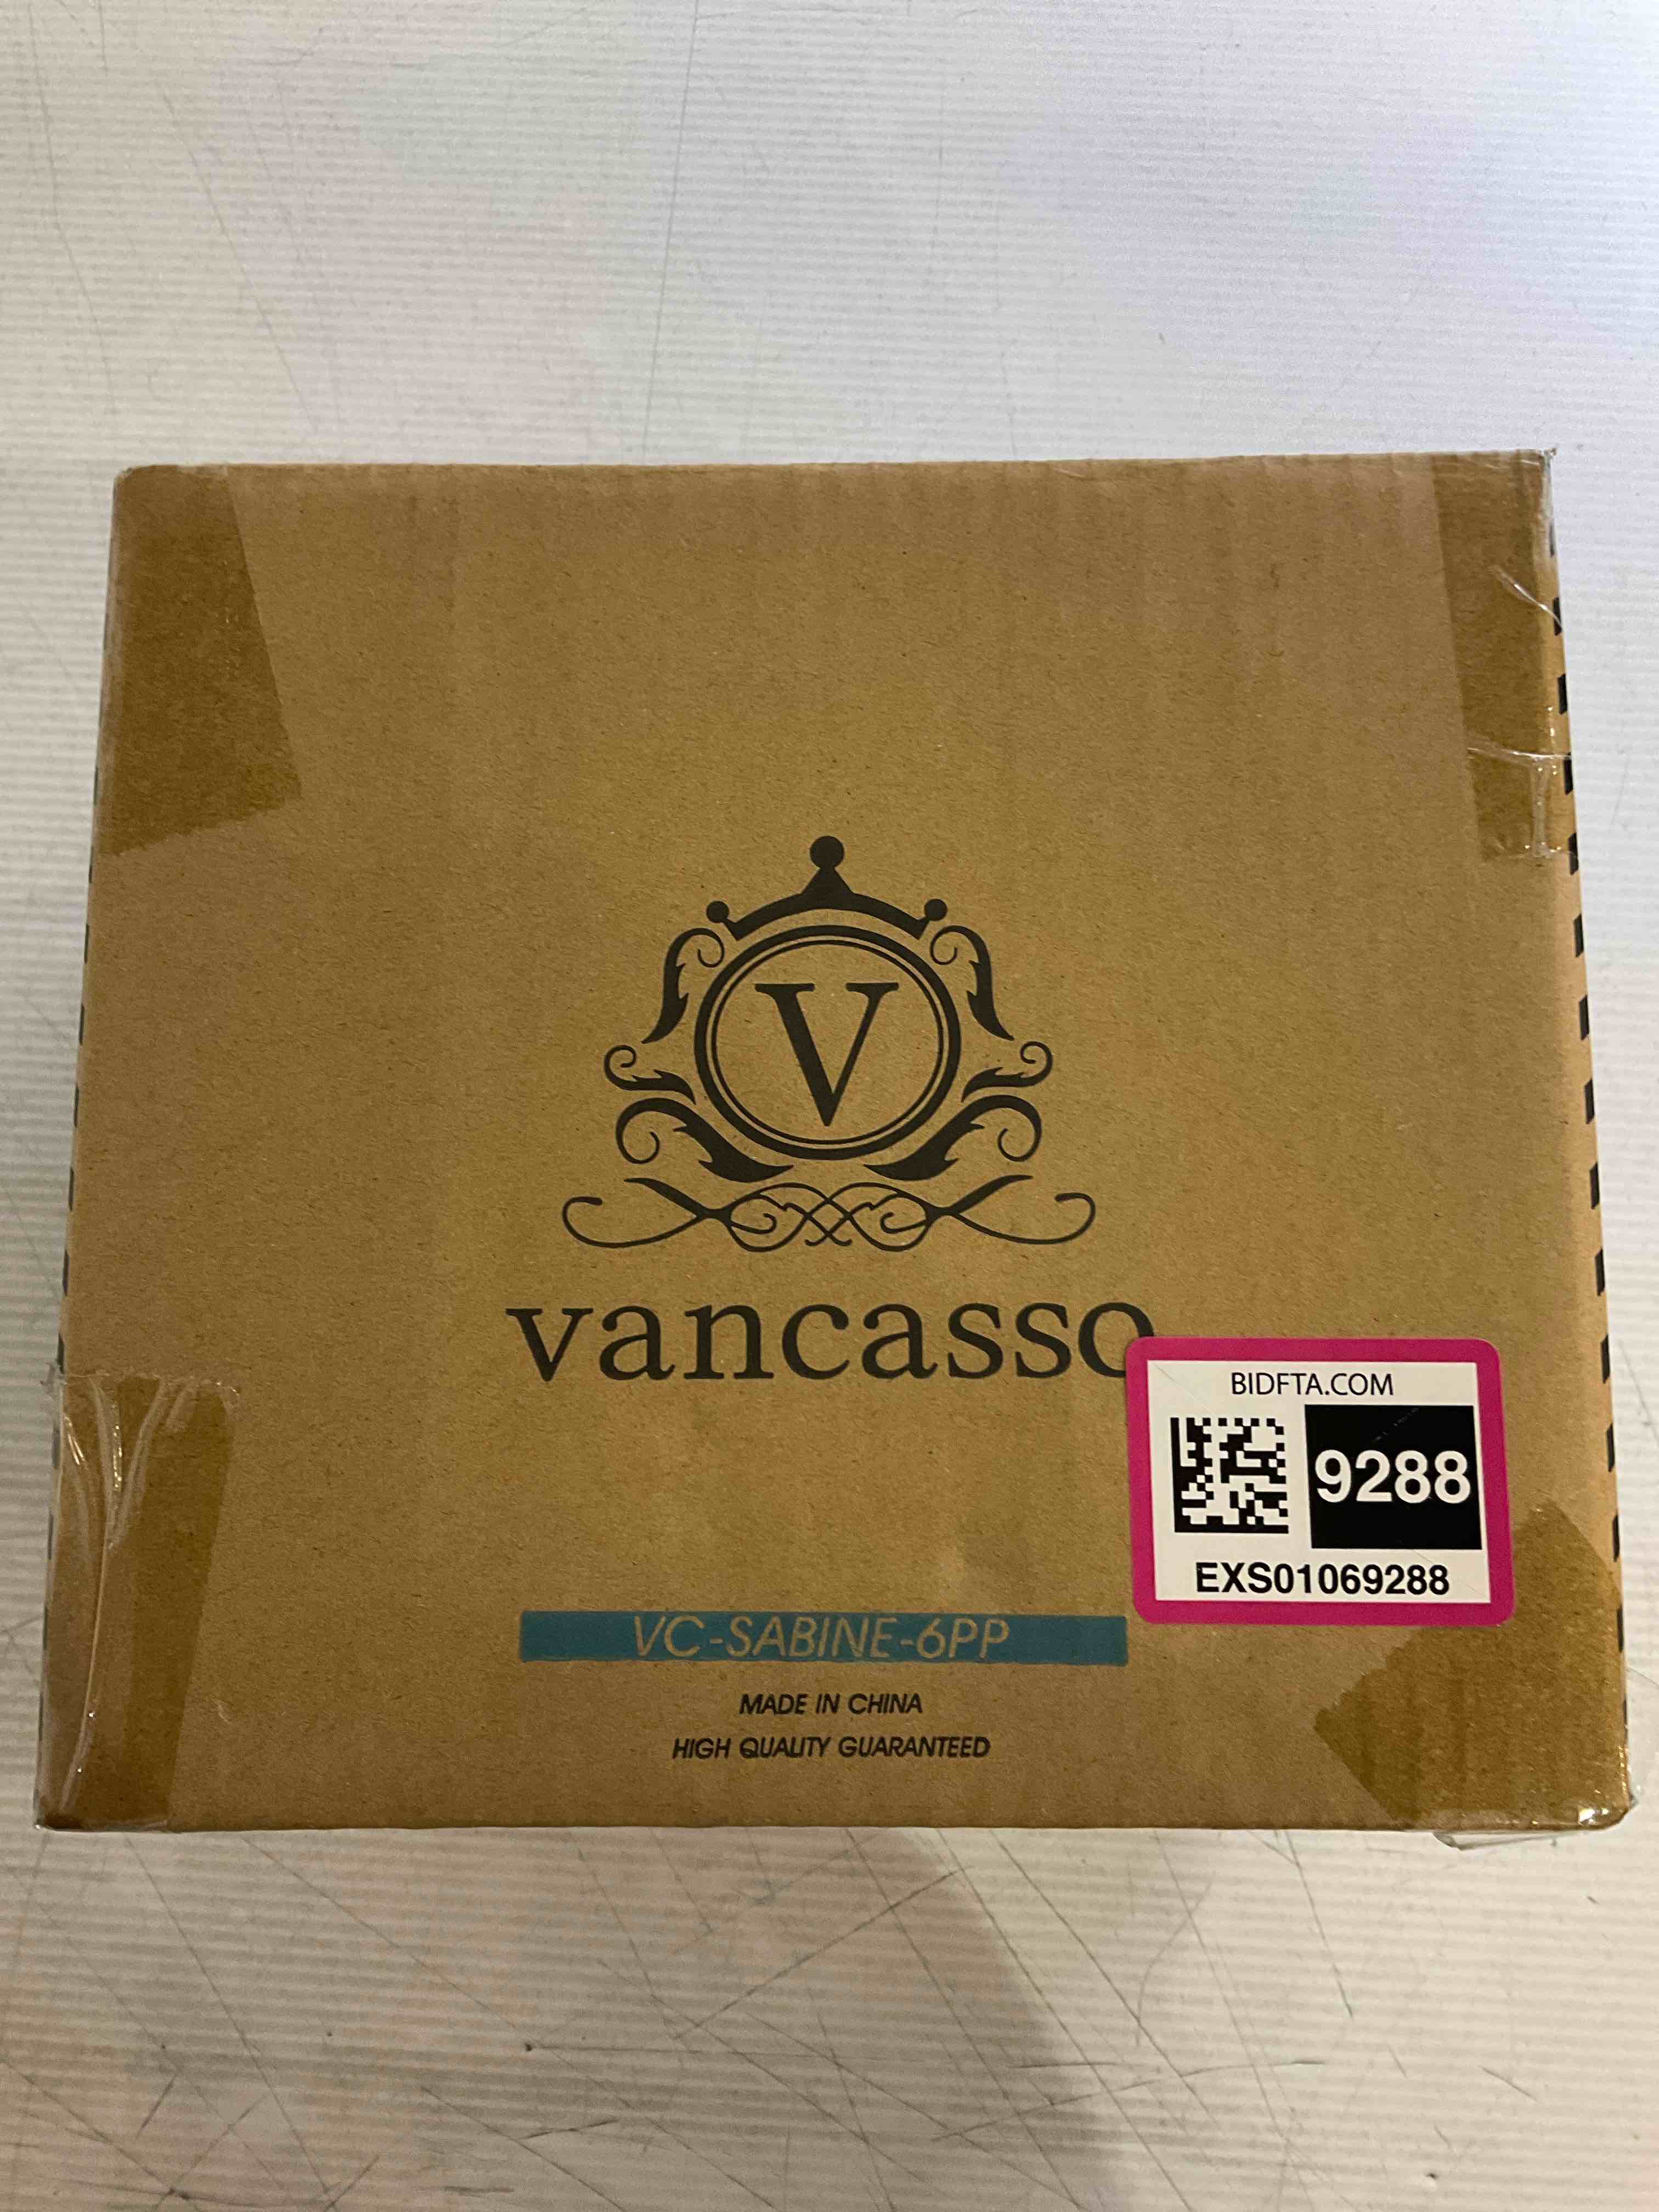 V
vancasso
BIDFTA.COM
9288
EXS01069288
VC-SABINE-6PP
MADE IN CHINA
HIGH QUALITY GUARANTEED